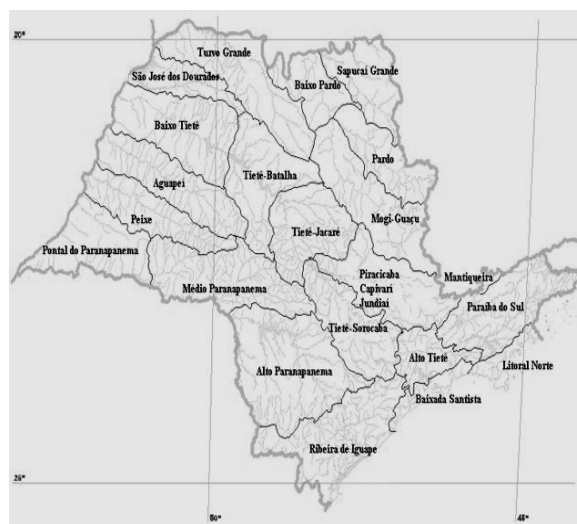 20°
Turvo Grande
Sapucaí Grande
São José dos Dourados
Baixo Pardo
Baixo Tietê
Pardo
Tietê-Batalha
Aguapeí
Peixe
Mogi-Guaçu
Tietê-Jacaré
Pontal do Paranapanema
Piracicaba
Capivari
Jundiaí
Mantiqueira
Médio Paranapanema
Paraíba do Sul
Tietê-Sorocaba
Alto Tietê
Litoral Norte
Alto Paranapanema
Baixada Santista
Ribeira de Iguape
25°
50°
45°